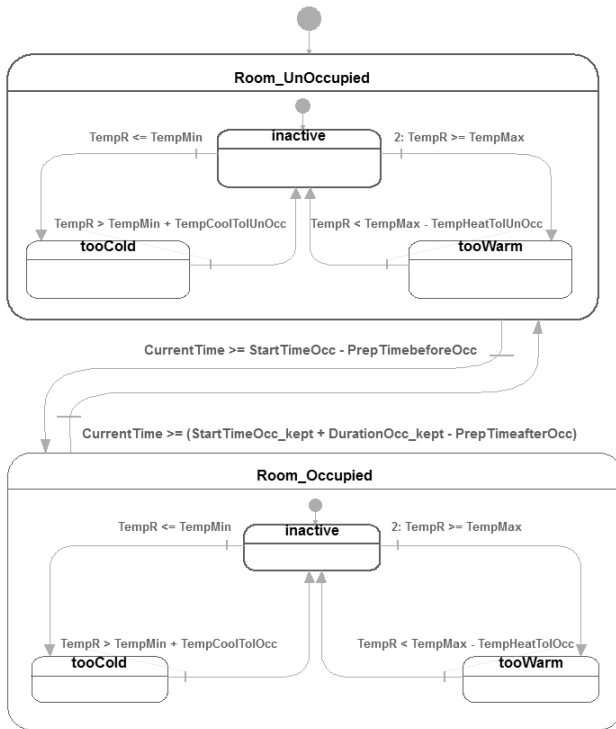 Room_UnOccupied
inactive
TempR <= TempMin
2: TempR >= TempMax
TempR > TempMin + TempCoolTolUnOcc
TempR < TempMax - TempHeatTolUnOcc
tooCold
tooWarm
CurrentTime >= StartTimeOcc - PrepTimebeforeOcc
CurrentTime >= (StartTimeOcc_kept + DurationOcc_kept - PrepTimeafterOcc)
Room_Occupied
TempR <= TempMin
inactive
2: TempR >= TempMax
TempR > TempMin + TempCoolTolOcc
TempR < TempMax - TempHeatTolOcc
tooCold
tooWarm